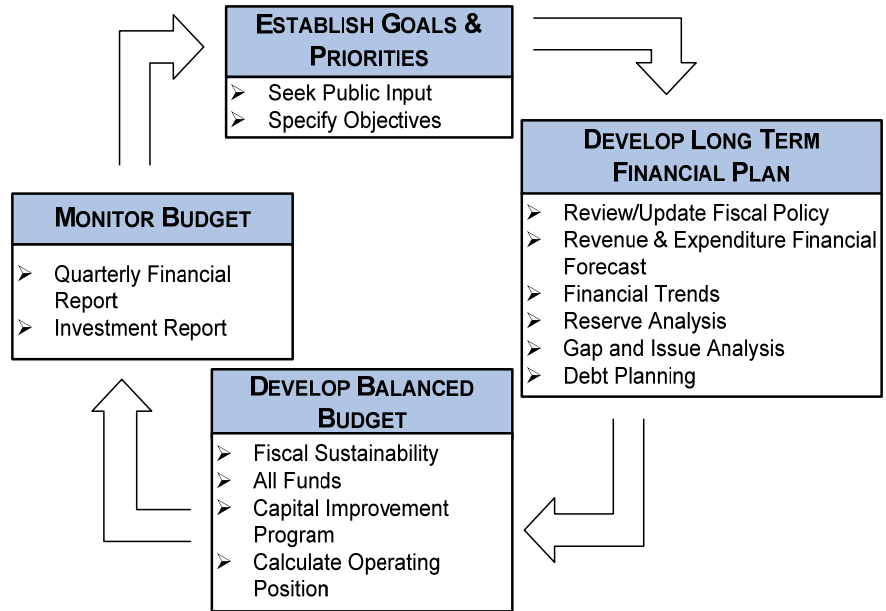 ESTABLISH GOALS &
PRIORITIES
➢ Seek Public Input
➢ Specify Objectives
DEVELOP LONG TERM
FINANCIAL PLAN
➢ Review/Update Fiscal Policy
➢ Revenue & Expenditure Financial
Forecast
➢ Financial Trends
➢ Reserve Analysis
➢ Gap and Issue Analysis
➢ Debt Planning
DEVELOP BALANCED
BUDGET
➢ Fiscal Sustainability
➢ All Funds
➢ Capital Improvement
Program
➢ Calculate Operating
Position
MONITOR BUDGET
➢ Quarterly Financial
Report
➢ Investment Report